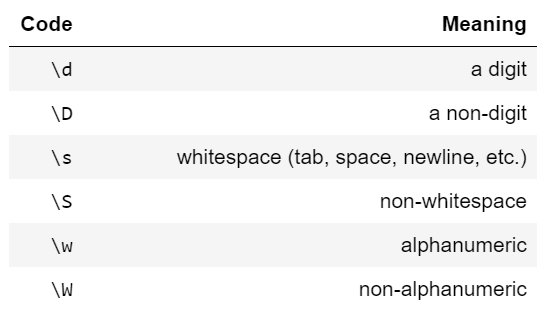 Code Meaning
\d a digit
\D a non-digit
\s whitespace (tab, space, newline, etc.)
\S non-whitespace
\w alphanumeric
\W non-alphanumeric